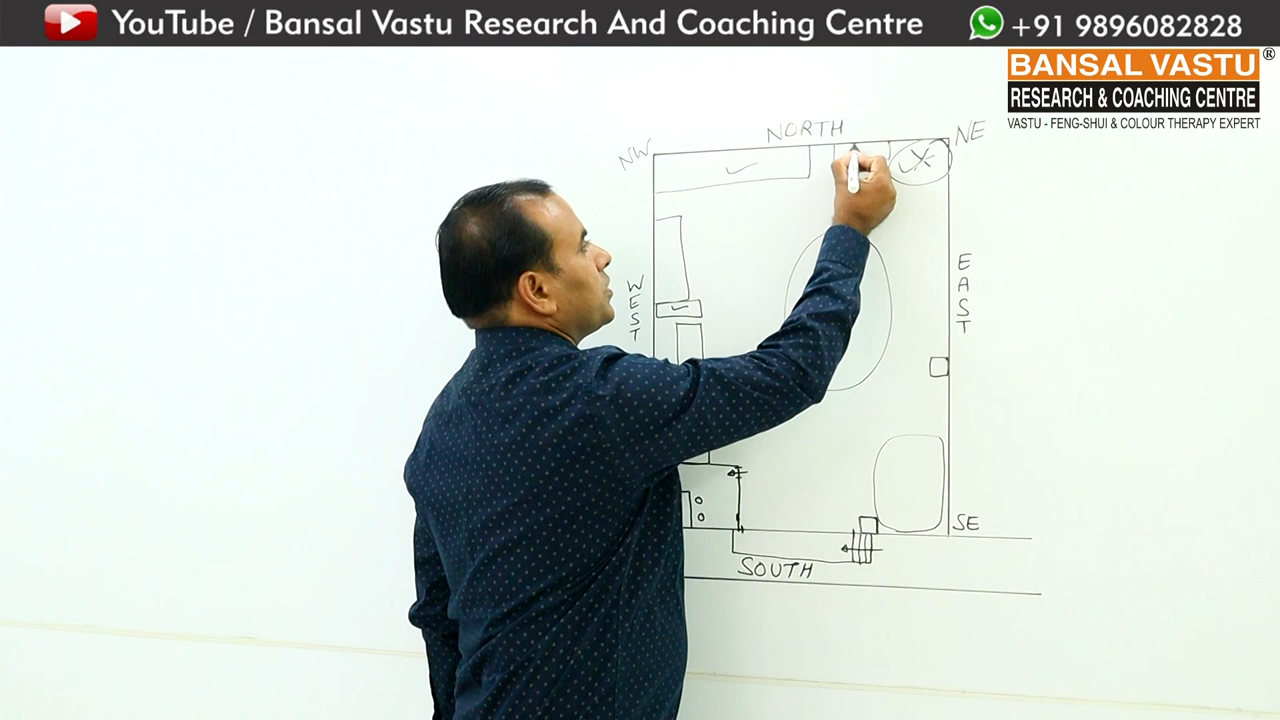 YouTube / Bansal Vastu Research And Coaching Centre
+91 9896082828
BANSAL VASTU ®
RESEARCH & COACHING CENTRE
VASTU - FENG-SHUI & COLOUR THERAPY EXPERT
NORTH
NW
NE
WEST
EAST
SE
SOUTH